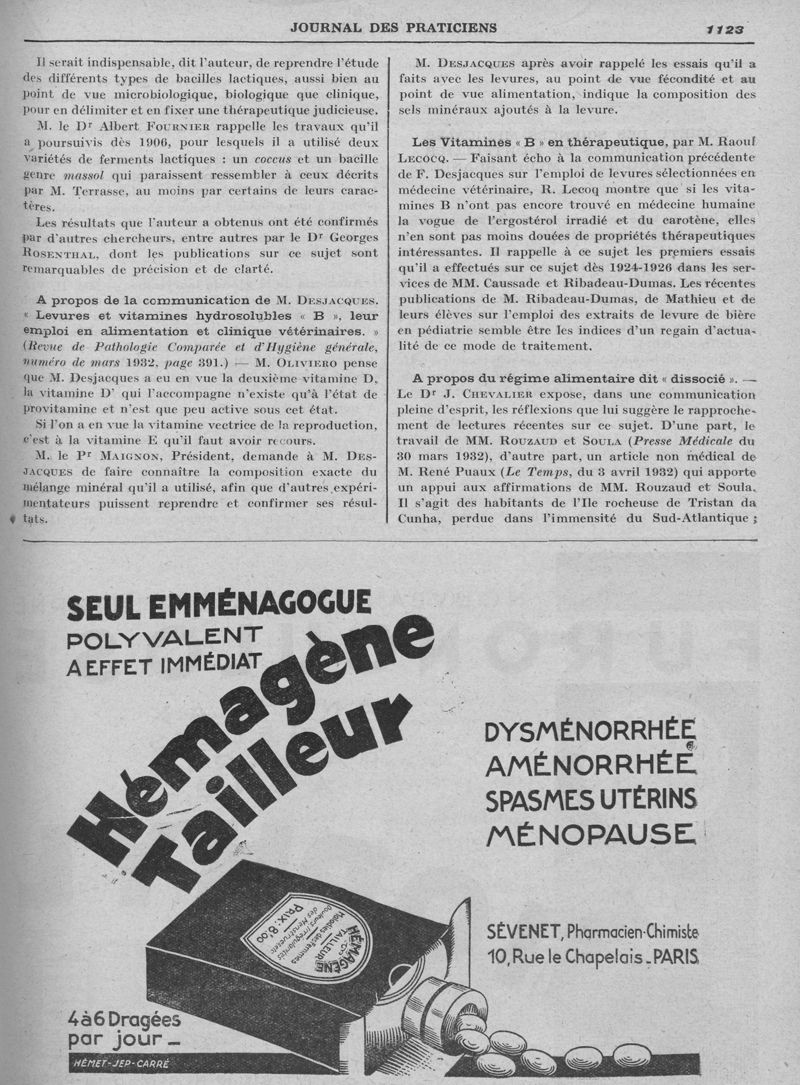 JOURNAL DES PRATICIENS
1123
Il serait indispensable, dit l'auteur, de reprendre l'étude
des différents types de bacilles lactiques, aussi bien au
point de vue microbiologique, biologique que clinique,
pour en délimiter et en fixer une thérapeutique judicieuse.
M. le Dr Albert FOURNIER rappelle les travaux qu'il
a poursuivis dès 1906, pour lesquels il a utilisé deux
variétés de ferments lactiques : un coccus et un bacille
genre massol qui paraissent ressembler à ceux décrits
par M. Terrasse, au moins par certains de leurs carac-
tères.
Les résultats que l'auteur a obtenus ont été confirmés
par d'autres chercheurs, entre autres par le Dr Georges
ROSENTHAL, dont les publications sur ce sujet sont
remarquables de précision et de clarté.
A propos de la communication de M. DESJACQUES.
« Levures et vitamines hydrosolubles « B », leur
emploi en alimentation et clinique vétérinaires. »
(Revue de Pathologie Comparée et d'Hygiène générale,
numéro de mars 1932, page 391.) — M. OLIVIERO pense
que M. Desjacques a eu en vue la deuxième vitamine D,
la vitamine D' qui l'accompagne n'existe qu'à l'état de
provitamine et n'est que peu active sous cet état.
Si l'on a en vue la vitamine vectrice de la reproduction,
c'est à la vitamine E qu'il faut avoir recours.
M. le Pr MAIGNON, Président, demande à M. DES-
JACQUES de faire connaître la composition exacte du
mélange minéral qu'il a utilisé, afin que d'autres expéri-
mentateurs puissent reprendre et confirmer ses résul-
tats.
M. DESJACQUES après avoir rappelé les essais qu'il a
faits avec les levures, au point de vue fécondité et au
point de vue alimentation, indique la composition des
sels minéraux ajoutés à la levure.
Les Vitamines « B » en thérapeutique, par M. Raoul
LECOCQ. — Faisant écho à la communication précédente
de F. Desjacques sur l'emploi de levures sélectionnées en
médecine vétérinaire, R. Lecoq montre que si les vita-
mines B n'ont pas encore trouvé en médecine humaine
la vogue de l'ergostérol irradié et du carotène, elles
n'en sont pas moins douées de propriétés thérapeutiques
intéressantes. Il rappelle à ce sujet les premiers essais
qu'il a effectués sur ce sujet dès 1924-1926 dans les ser-
vices de MM. Caussade et Ribadeau-Dumas. Les récentes
publications de M. Ribadeau-Dumas, de Mathieu et de
leurs élèves sur l'emploi des extraits de levure de bière
en pédiatrie semble être les indices d'un regain d'actua-
lité de ce mode de traitement.
A propos du régime alimentaire dit « dissocié ». —
Le Dr J. CHEVALIER expose, dans une communication
pleine d'esprit, les réflexions que lui suggère le rapproche-
ment de lectures récentes sur ce sujet. D'une part, le
travail de MM. ROUZAUD et SOULA (Presse Médicale du
30 mars 1932), d'autre part, un article non médical de
M. René Puaux (Le Temps, du 3 avril 1932) qui apporte
un appui aux affirmations de MM. Rouzaud et Soula.
Il s'agit des habitants de l'Ile rocheuse de Tristan da
Cunha, perdue dans l'immensité du Sud-Atlantique ;
SEUL EMMÉNAGOGUE
POLYVALENT
A EFFET IMMÉDIAT
Hémagène
Tailleur
DYSMÉNORRHÉE
AMÉNORRHÉE
SPASMES UTÉRINS
MÉNOPAUSE
SÉVENET, Pharmacien-Chimiste
10, Rue le Chapelais _ PARIS
HÉMAGÈNE
TAILLEUR
Maladies des Femmes
Douleurs Irrégularités
des Menstruelles
PRIX: 8f00
4 à 6 Dragées
par jour _
HÉMET-JEP-CARRÉ